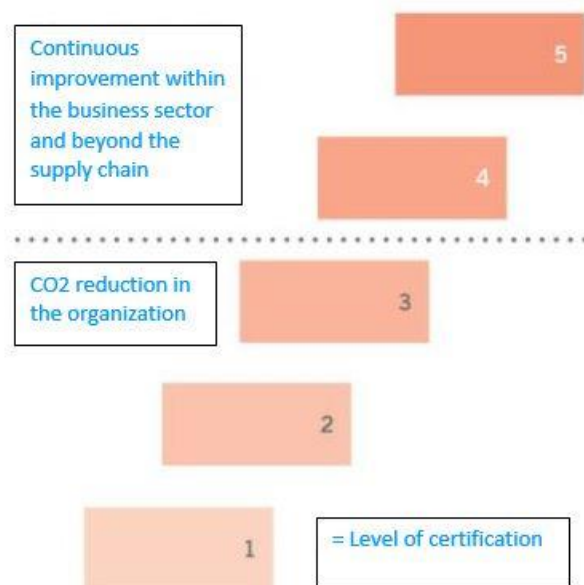 Continuous
improvement within
the business sector
and beyond the
supply chain
5
4
CO2 reduction in
the organization
3
2
1
= Level of certification